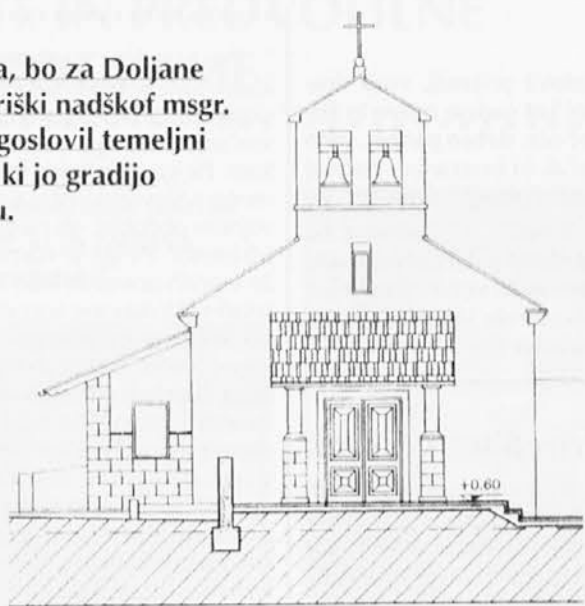 a, bo za Doljane
riški nadškof msgr.
goslovil temeljni
ki jo gradijo
u.
+0,60